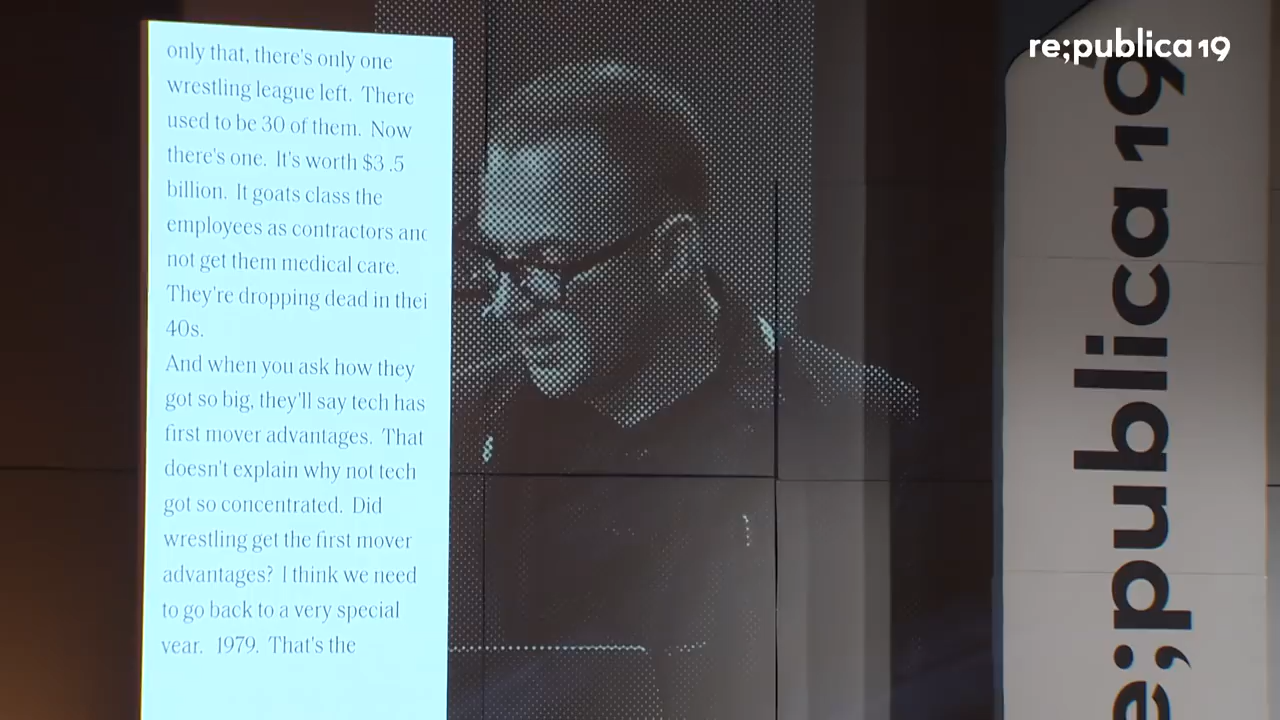 only that, there's only one
wrestling league left. There
used to be 30 of them. Now
there's one. It's worth $3 .5
billion. It goats class the
employees as contractors and
not get them medical care.
They're dropping dead in thei
40s.
And when you ask how they
got so big, they'll say tech has
first mover advantages. That
doesn't explain why not tech
got so concentrated. Did
wrestling get the first mover
advantages? I think we need
to go back to a very special
year. 1979. That's the
re;publica 19
e;publica 19